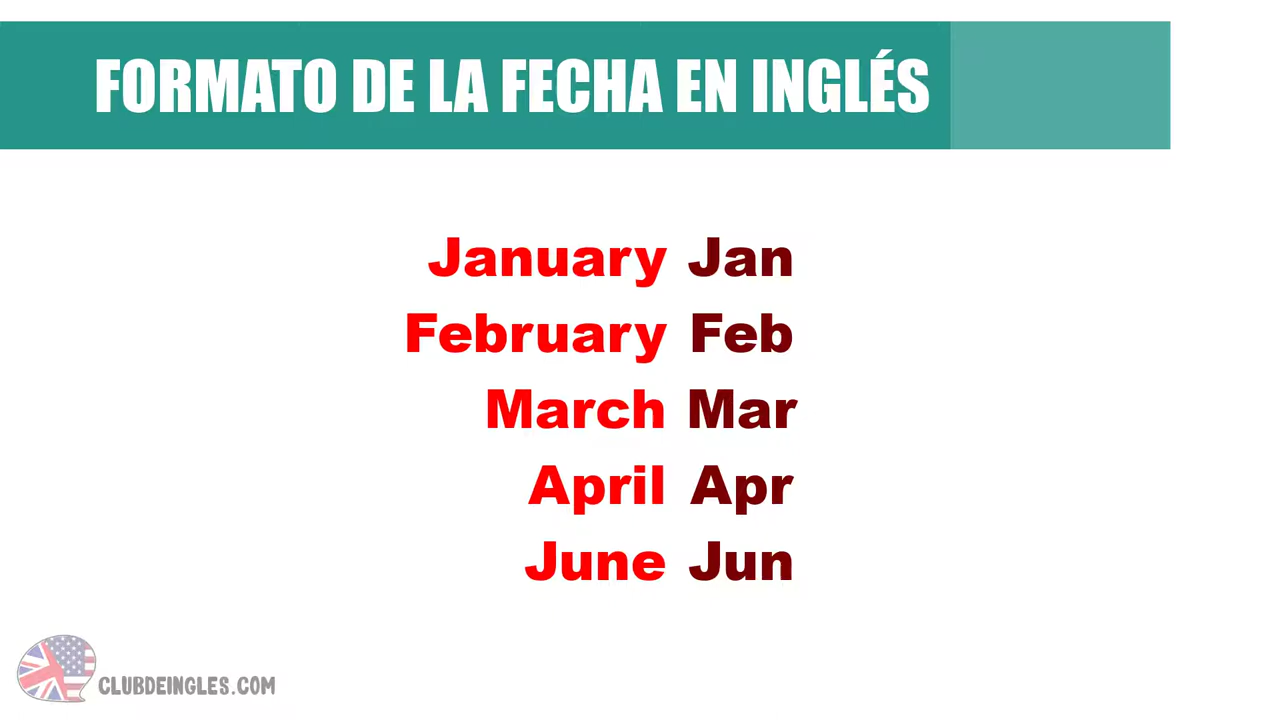 FORMATO DE LA FECHA EN INGLÉS
January Jan
February Feb
March Mar
April Apr
June Jun
CLUBDEINGLES.COM